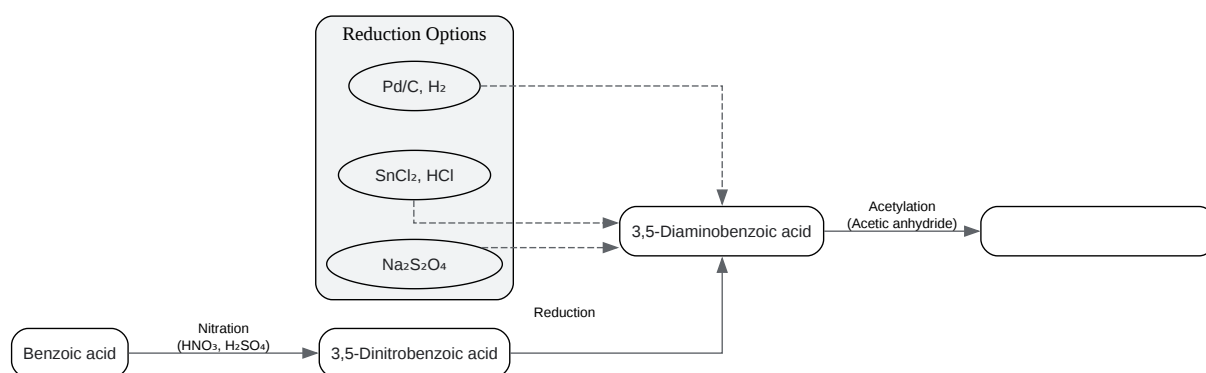 Reduction Options
Pd/C, H₂
SnCl₂, HCl
Na₂S₂O₄
3,5-Diaminobenzoic acid
Acetylation
(Acetic anhydride)
Reduction
Benzoic acid
Nitration
(HNO₃, H₂SO₄)
3,5-Dinitrobenzoic acid